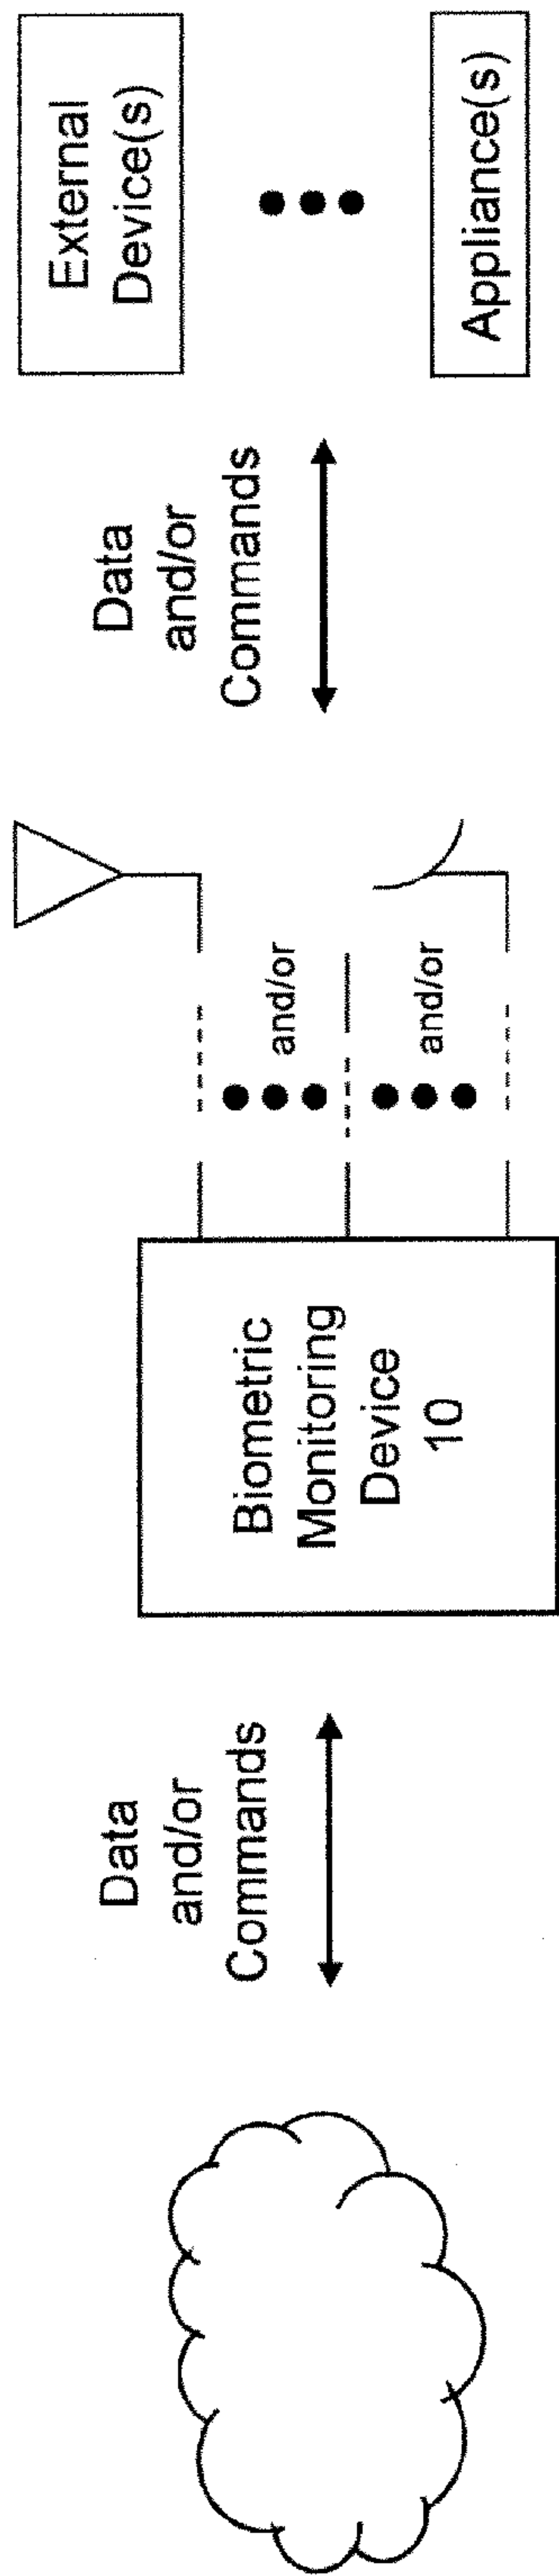 Data
and/or
Commands
Biometric
Monitoring
Device
10
and/or
and/or
Data
and/or
Commands
External
Device(s)
Appliance(s)